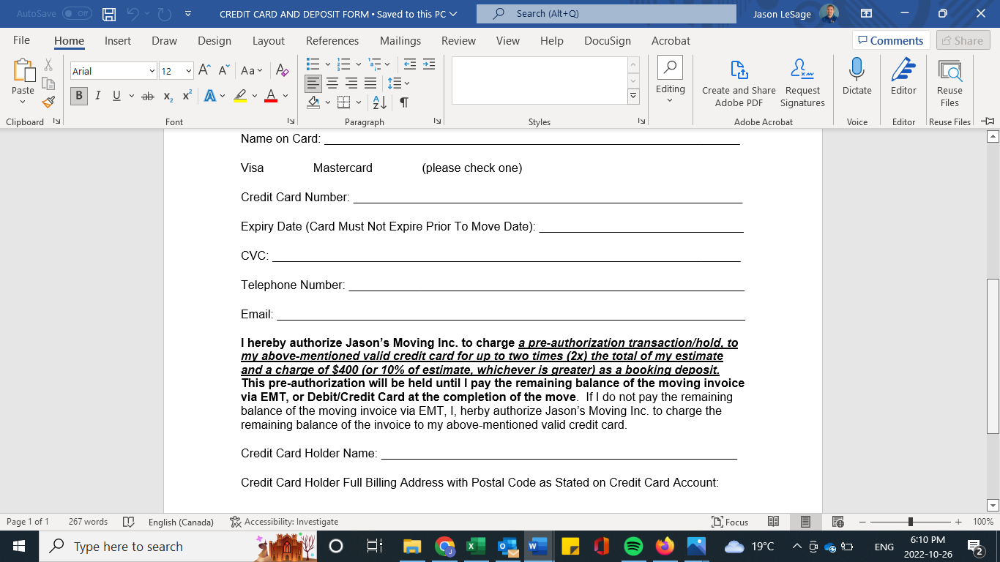 AutoSave Off CREDIT CARD AND DEPOSIT FORM • Saved to this PC Search (Alt+Q) Jason LeSage
File Home Insert Draw Design Layout References Mailings Review View Help DocuSign Acrobat Comments Share
Paste Arial 12 Aa Editing Create and Share Adobe PDF Request Signatures Dictate Editor Reuse Files
Clipboard Font Paragraph Styles Adobe Acrobat Voice Editor Reuse Files
Name on Card:
Visa Mastercard (please check one)
Credit Card Number:
Expiry Date (Card Must Not Expire Prior To Move Date):
CVC:
Telephone Number:
Email:
I hereby authorize Jason’s Moving Inc. to charge a pre-authorization transaction/hold, to
my above-mentioned valid credit card for up to two times (2x) the total of my estimate
and a charge of $400 (or 10% of estimate, whichever is greater) as a booking deposit.
This pre-authorization will be held until I pay the remaining balance of the moving invoice
via EMT, or Debit/Credit Card at the completion of the move. If I do not pay the remaining
balance of the moving invoice via EMT, I, herby authorize Jason’s Moving Inc. to charge the
remaining balance of the invoice to my above-mentioned valid credit card.
Credit Card Holder Name:
Credit Card Holder Full Billing Address with Postal Code as Stated on Credit Card Account:
Page 1 of 1 267 words English (Canada) Accessibility: Investigate Focus 100%
Type here to search 19°C ENG 6:10 PM
2022-10-26 2